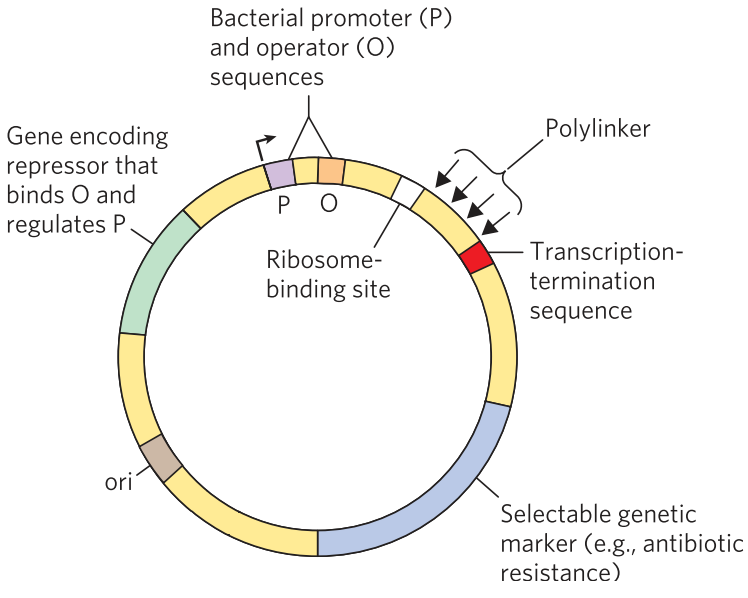 Bacterial promoter (P)
and operator (O)
sequences
Gene encoding
repressor that
binds O and
regulates P
Polylinker
P
O
Ribosome-
binding site
Transcription-
termination
sequence
ori
Selectable genetic
marker (e.g., antibiotic
resistance)